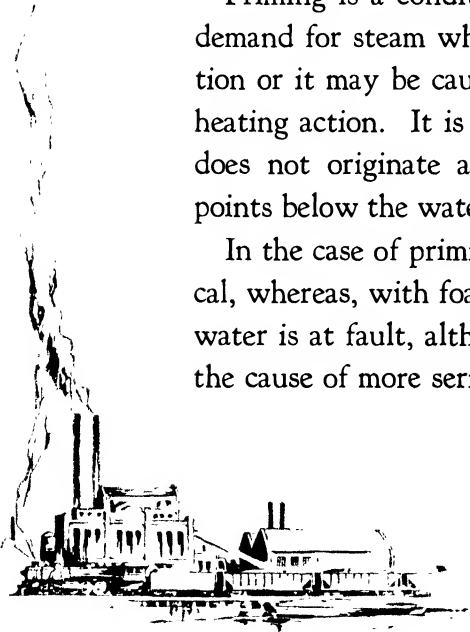 Priming is a condit
demand for steam wh
tion or it may be cau
heating action. It is
does not originate a
points below the wate
In the case of primi
cal, whereas, with foa
water is at fault, alth
the cause of more seri